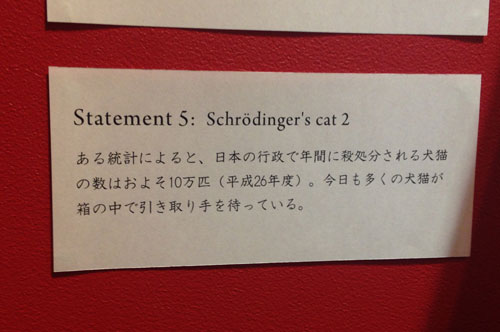 Statement 5: Schrödinger's cat 2
ある統計によると、日本の行政で年間に殺処分される犬猫
の数はおよそ10万匹（平成26年度）。今日も多くの犬猫が
箱の中で引き取り手を待っている。